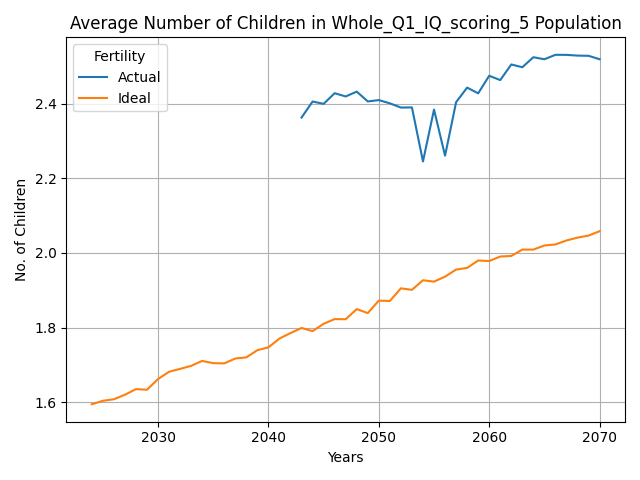 Average Number of Children in Whole_Q1_IQ_scoring_5 Population
Fertility
Actual
Ideal
No. of Children
2.4
2.2
2.0
1.8
1.6
2030
2040
2050
2060
2070
Years